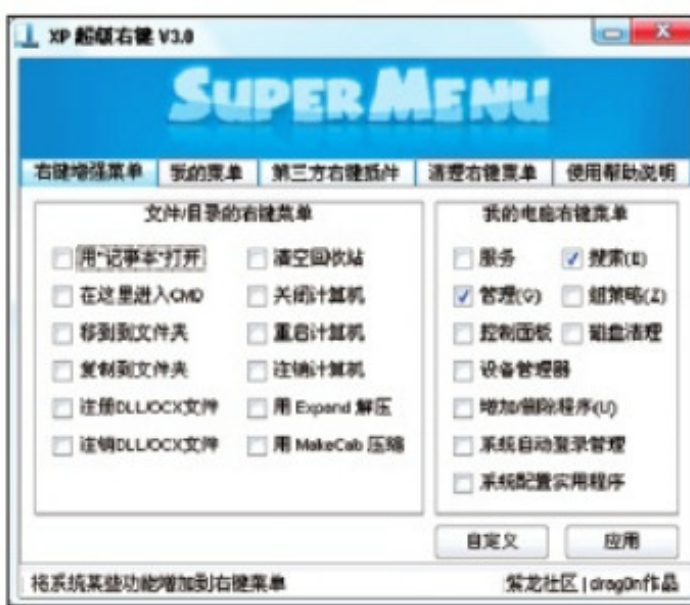 XP 超级右键 V3.0
SUPER MENU
右键增强菜单 我的菜单 第三方右键插件 清理右键菜单 使用帮助说明
文件/目录的右键菜单 我的电脑右键菜单
用"记事本"打开 清空回收站 服务 搜索(E)
在这里进入CMD 关闭计算机 管理(G) 组策略(Z)
移到到文件夹 重启计算机 控制面板 磁盘清理
复制到文件夹 注销计算机 设备管理器
注册DLL/OCX文件 用 Expand 解压 增加/删除程序(U)
注销DLL/OCX文件 用 MakeCab 压缩 系统自动登录管理
系统配置实用程序
自定义 应用
将系统某些功能增加到右键菜单 紫龙社区 | drag0n作品